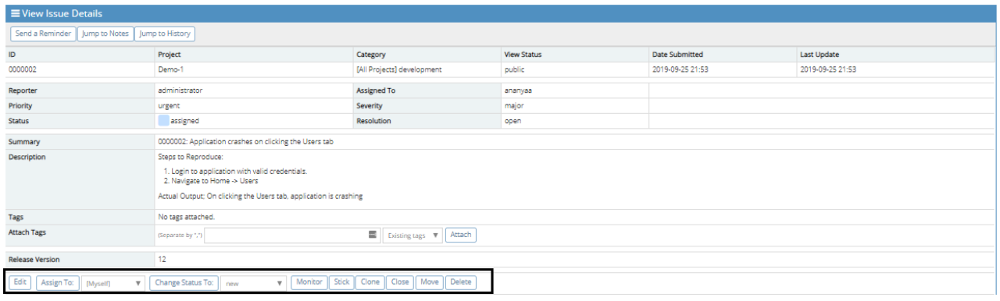 View Issue Details
Send a Reminder Jump to Notes Jump to History
ID Project Category View Status Date Submitted Last Update
0000002 Demo-1 [All Projects] development public 2019-09-25 21:53 2019-09-25 21:53
Reporter administrator Assigned To ananyaa
Priority urgent Severity major
Status assigned Resolution open
Summary 0000002: Application crashes on clicking the Users tab
Description Steps to Reproduce:
1. Login to application with valid credentials.
2. Navigate to Home -> Users
Actual Output; On clicking the Users tab, application is crashing
Tags No tags attached.
Attach Tags (Separate by ",") Existing tags Attach
Release Version 12
Edit Assign To: [Myself] Change Status To: new Monitor Stick Clone Close Move Delete